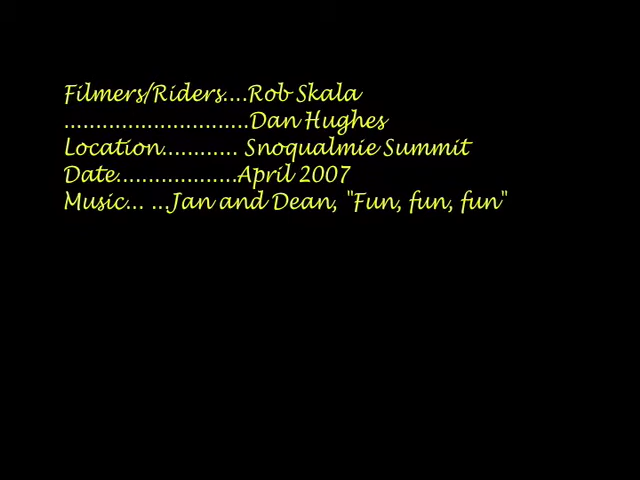 Filmers/Riders....Rob Skala
.............................Dan Hughes
Location............ Snoqualmie Summit
Date...................April 2007
Music... ...Jan and Dean, "Fun, fun, fun"